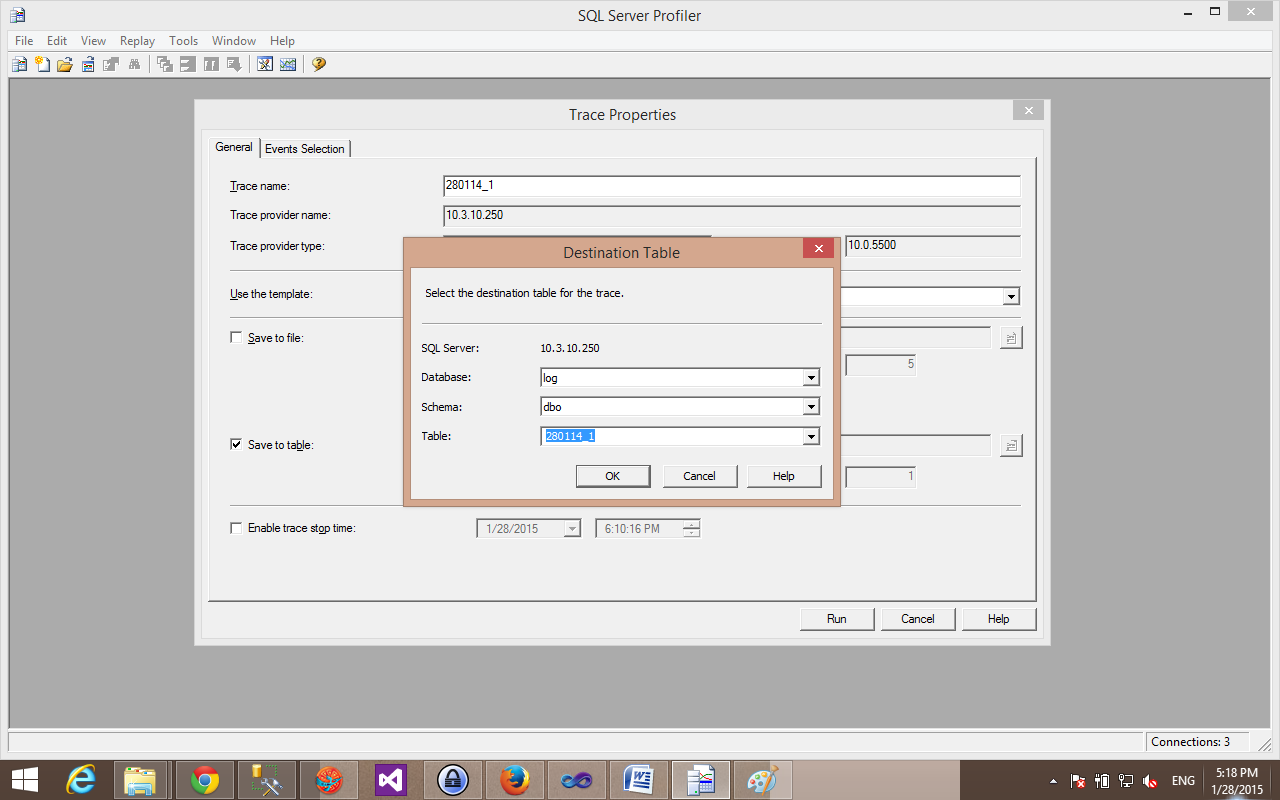 SQL Server Profiler
File Edit View Replay Tools Window Help
Trace Properties
General Events Selection
Trace name: 280114_1
Trace provider name: 10.3.10.250
Trace provider type: 10.0.5500
Use the template:
Save to file:
5
Save to table:
1
Enable trace stop time: 1/28/2015 6:10:16 PM
Run Cancel Help
Destination Table
Select the destination table for the trace.
SQL Server: 10.3.10.250
Database: log
Schema: dbo
Table: 280114_1
OK Cancel Help
Connections: 3
ENG
5:18 PM
1/28/2015